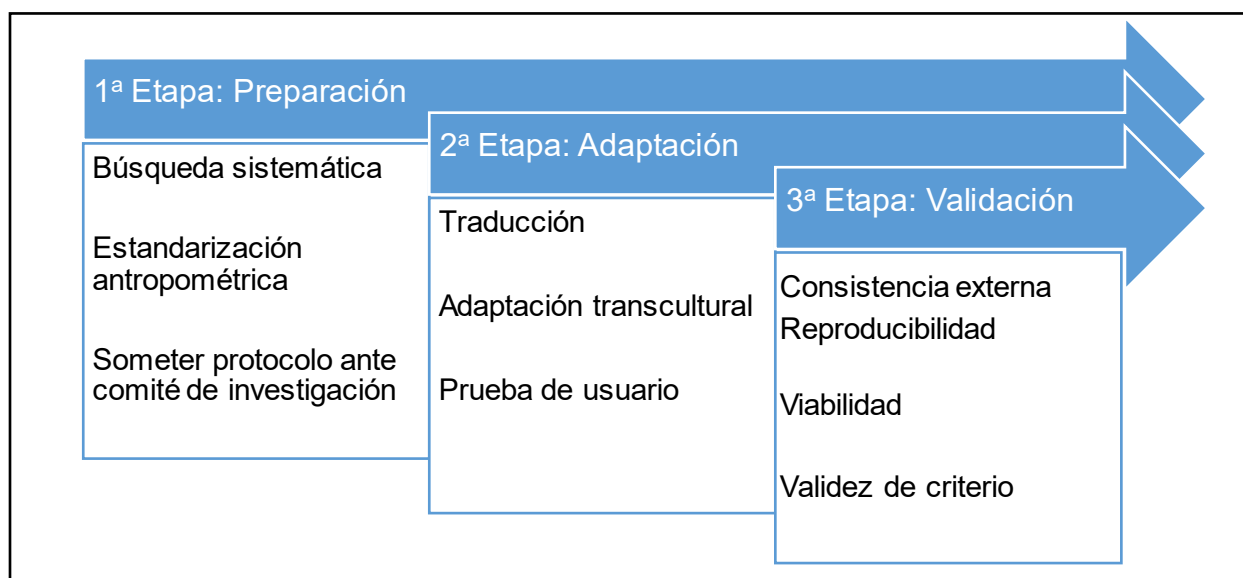 1ª Etapa: Preparación
Búsqueda sistemática
Estandarización
antropométrica
Someter protocolo ante
comité de investigación
2ª Etapa: Adaptación
Traducción
Adaptación transcultural
Prueba de usuario
3ª Etapa: Validación
Consistencia externa
Reproducibilidad
Viabilidad
Validez de criterio